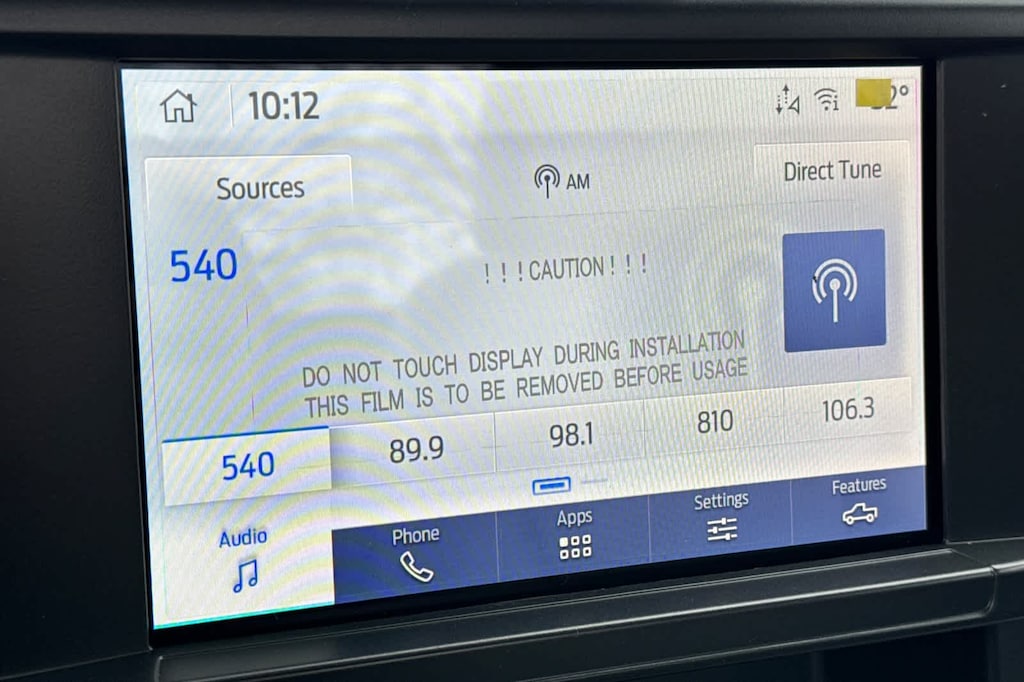 10:12
Sources
AM
Direct Tune
540
! ! ! CAUTION ! ! !
DO NOT TOUCH DISPLAY DURING INSTALLATION
THIS FILM IS TO BE REMOVED BEFORE USAGE
540
89.9
98.1
810
106.3
Audio
Phone
Apps
Settings
Features